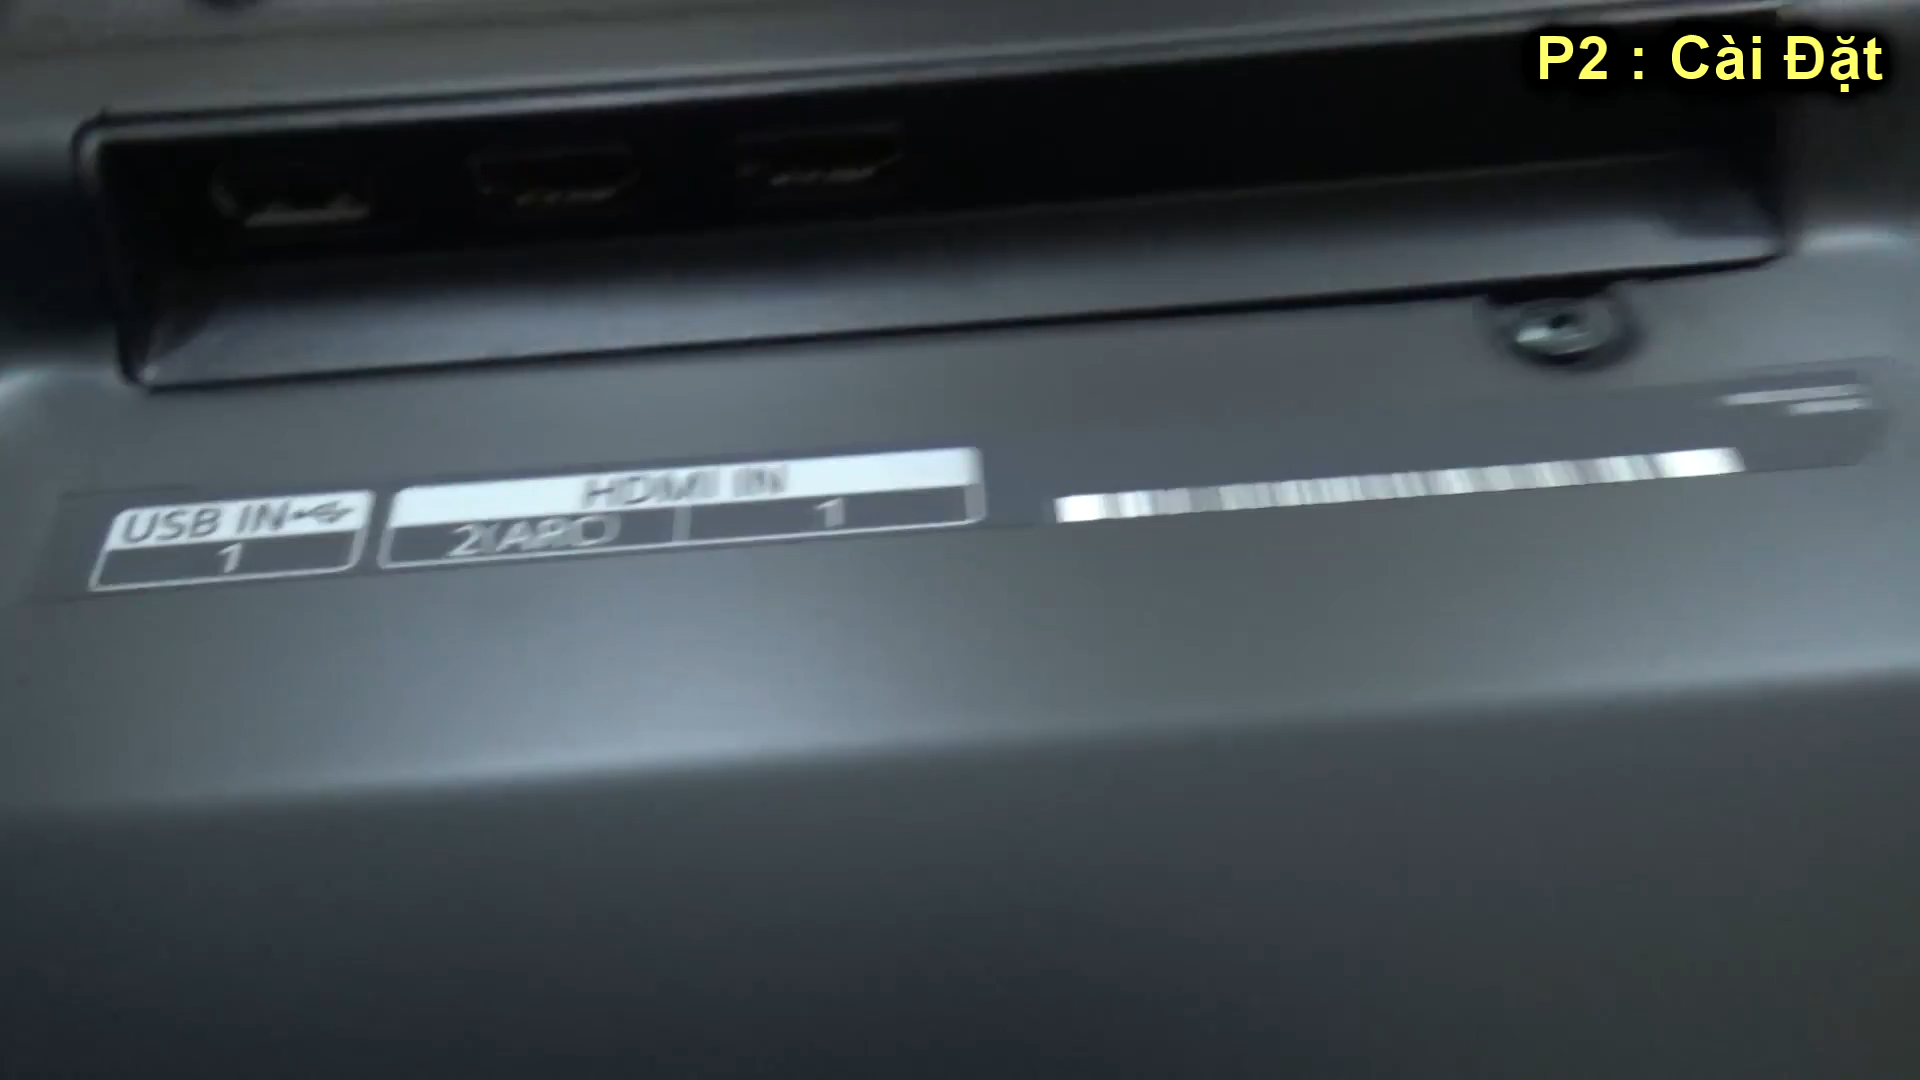 P2 : Cài Đặt
USB IN
1
HDMI IN
2(ARC)
1